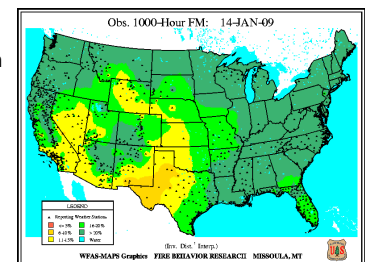 Obs. 1000-Hour FM: 14-JAN-09
LEGEND
Reporting Weather Stations
<= 5% 16-20%
6-10% > 20%
11-15% Water
(Inv. Dist.² Interp.)
WFAS-MAPS Graphics FIRE BEHAVIOR RESEARCH MISSOULA, MT